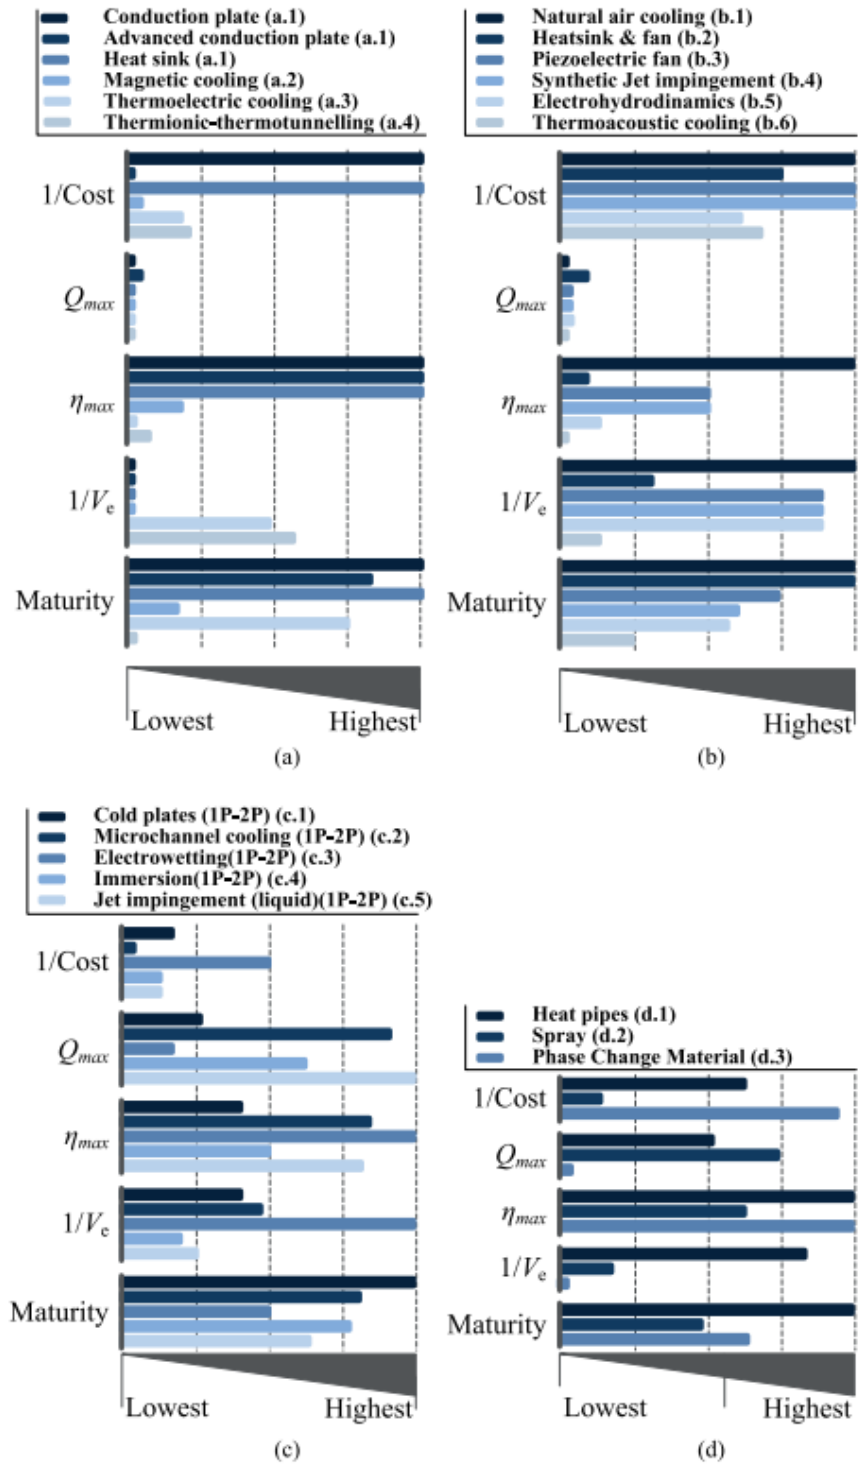 Conduction plate (a.1)
Advanced conduction plate (a.1)
Heat sink (a.1)
Magnetic cooling (a.2)
Thermoelectric cooling (a.3)
Thermionic-thermotunnelling (a.4)
1/Cost
Qmax
ηmax
1/Ve
Maturity
Lowest
Highest
(a)
Natural air cooling (b.1)
Heatsink & fan (b.2)
Piezoelectric fan (b.3)
Synthetic Jet impingement (b.4)
Electrohydrodinamics (b.5)
Thermoacoustic cooling (b.6)
1/Cost
Qmax
ηmax
1/Ve
Maturity
Lowest
Highest
(b)
Cold plates (1P-2P) (c.1)
Microchannel cooling (1P-2P) (c.2)
Electrowetting(1P-2P) (c.3)
Immersion(1P-2P) (c.4)
Jet impingement (liquid)(1P-2P) (c.5)
1/Cost
Qmax
ηmax
1/Ve
Maturity
Lowest
Highest
(c)
Heat pipes (d.1)
Spray (d.2)
Phase Change Material (d.3)
1/Cost
Qmax
ηmax
1/Ve
Maturity
Lowest
Highest
(d)